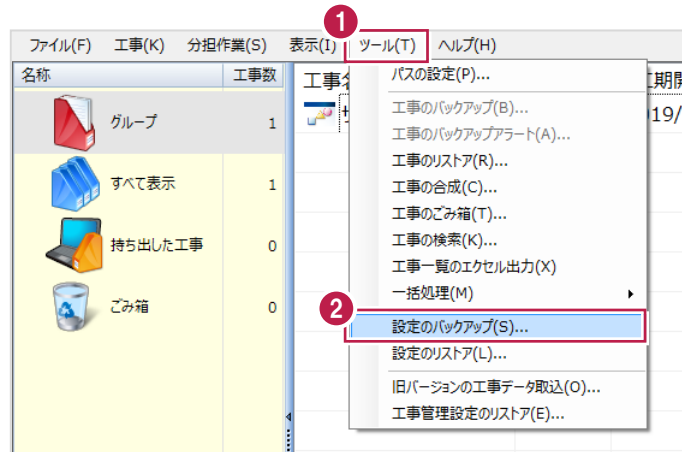 1
ファイル(F) 工事(K) 分担作業(S) 表示(I) ツール(T) ヘルプ(H)
名称 工事数
グループ 1
すべて表示 1
持ち出した工事 0
ごみ箱 0
工事
工期
19/
パスの設定(P)...
工事のバックアップ(B)...
工事のバックアップアラート(A)...
工事のリストア(R)...
工事の合成(C)...
工事のごみ箱(T)...
工事の検索(K)...
工事一覧のエクセル出力(X)
一括処理(M)
2
設定のバックアップ(S)...
設定のリストア(L)...
旧バージョンの工事データ取込(O)...
工事管理設定のリストア(E)...